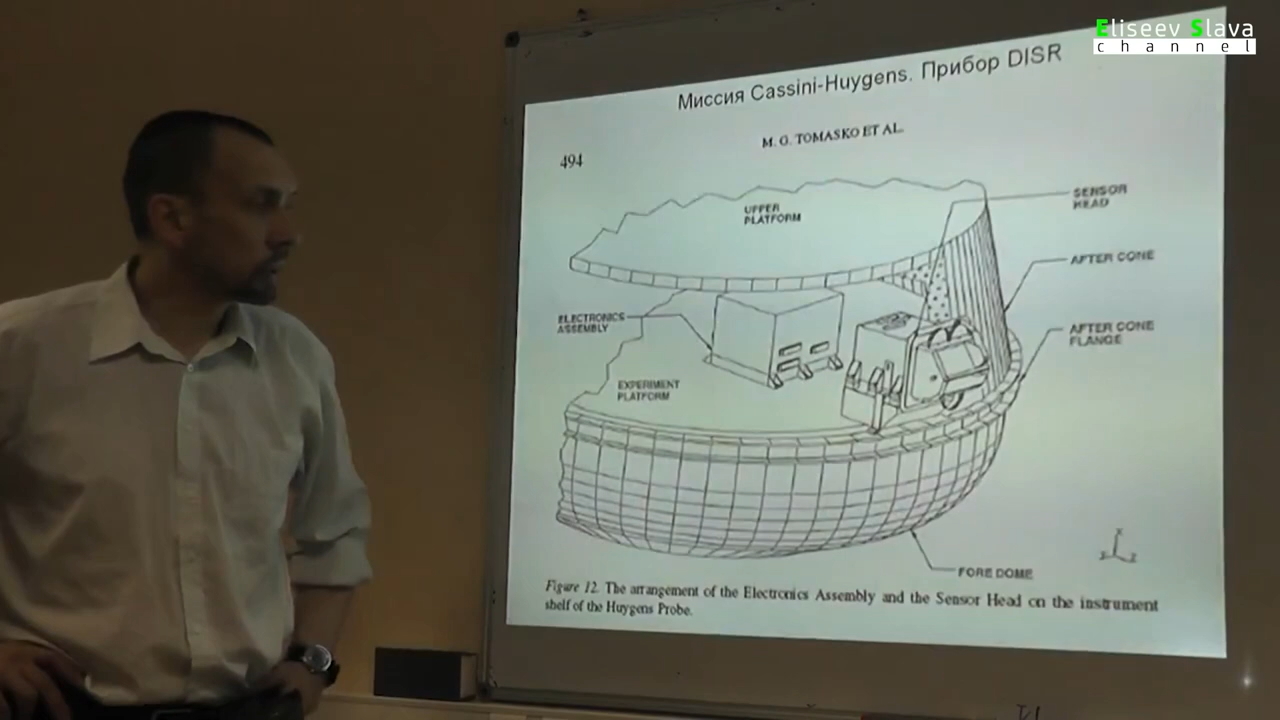 Eliseev Slava
channel
Миссия Cassini-Huygens. Прибор DISR
M. G. TOMASKO ET AL.
494
UPPER
PLATFORM
SENSOR
HEAD
AFTER CONE
ELECTRONICS
ASSEMBLY
AFTER CONE
FLANGE
EXPERIMENT
PLATFORM
FORE DOME
Figure 12. The arrangement of the Electronics Assembly and the Sensor Head on the instrument
shelf of the Huygens Probe.